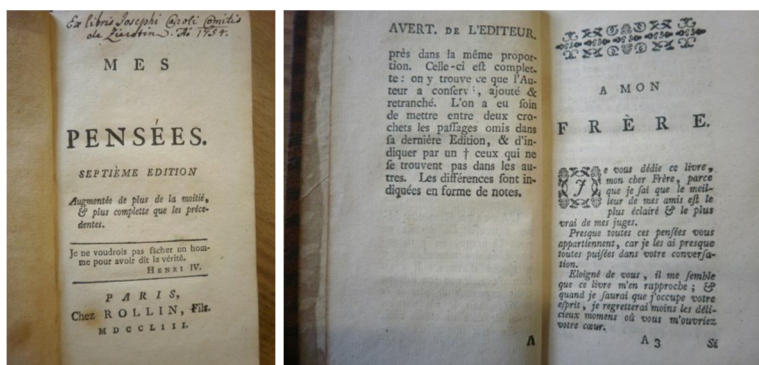 Ex libris Josephi Caroli Comitis
de Zierotin. Aō 1754.
MES
PENSÉES.
SEPTIÈME EDITION
Augmentée de plus de la moitié,
& plus complette que les précé-
dentes.
Je ne voudrois pas fâcher un hom-
me pour avoir dit la vérité.
HENRI IV.
PARIS,
Chez ROLLIN, Fils.
MDCCLIII.
AVERT. DE L'EDITEUR.
près dans la même propor-
tion. Celle-ci est complet-
te: on y trouve ce que l'Au-
teur a conservé, ajouté &
retranché. L'on a eu soin
de mettre entre deux cro-
chets les passages omis dans
sa derniére Edition, & d'in-
diquer par un † ceux qui ne
se trouvent pas dans les au-
tres. Les différences sont in-
diquées en forme de notes.
A
A MON
FRÈRE.
Je vous dédie ce livre,
mon cher Frère, parce
que je sai que le meil-
leur de mes amis est le
plus éclairé & le plus
vrai de mes juges.
Presque toutes ces pensées vous
appartiennent, car je les ai presque
toutes puisées dans votre conversa-
tion.
Eloigné de vous, il me semble
que ce livre m'en rapproche; &
quand je saurai que j'occupe votre
esprit, je regretterai moins les déli-
cieux momens où vous m'ouvriez
votre cœur.
A 3
Si